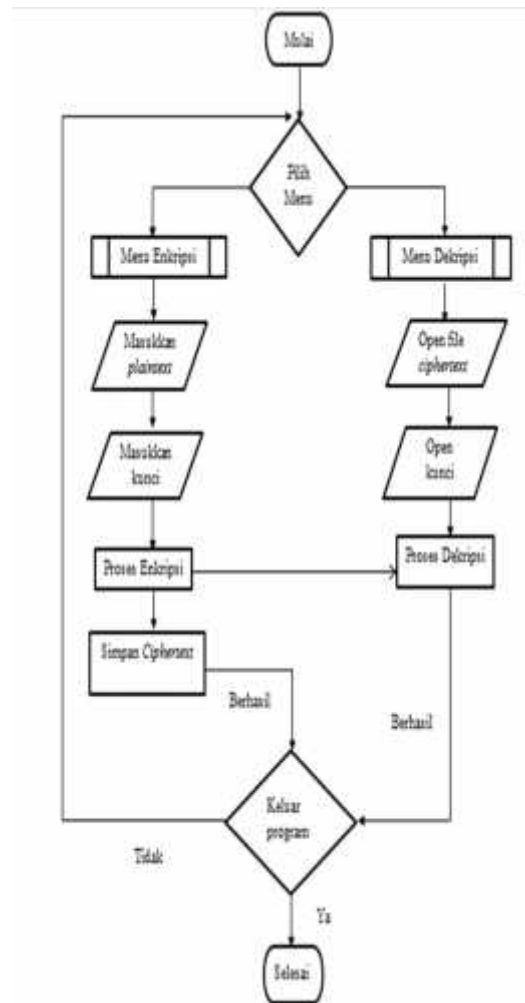 Mulai
Pilih
Menu
Menu Enkripsi
Menu Dekripsi
Masukkan
plaintext
Open file
ciphertext
Masukkan
kunci
Open
kunci
Proses Enkripsi
Proses Dekripsi
Simpan Ciphertext
Berhasil
Berhasil
Keluar
program
Tidak
Ya
Selesai